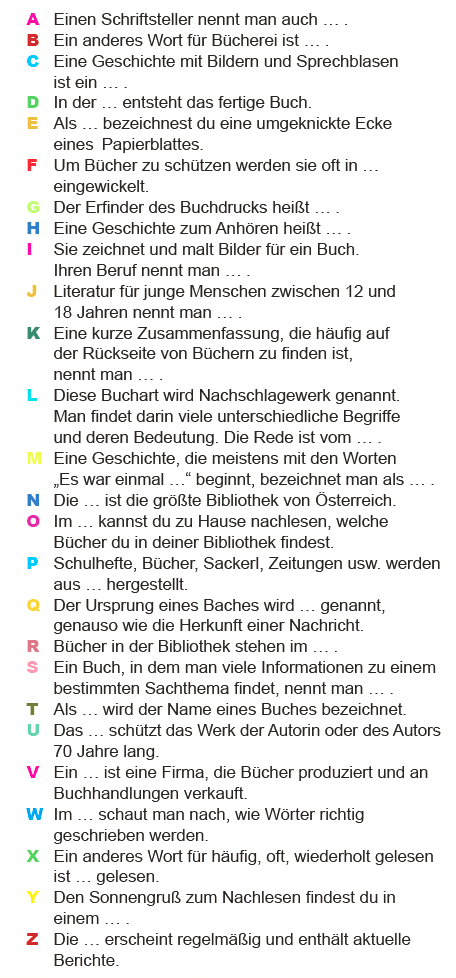 A Einen Schriftsteller nennt man auch … .
B Ein anderes Wort für Bücherei ist … .
C Eine Geschichte mit Bildern und Sprechblasen
ist ein … .
D In der … entsteht das fertige Buch.
E Als … bezeichnest du eine umgeknickte Ecke
eines Papierblattes.
F Um Bücher zu schützen werden sie oft in …
eingewickelt.
G Der Erfinder des Buchdrucks heißt … .
H Eine Geschichte zum Anhören heißt … .
I Sie zeichnet und malt Bilder für ein Buch.
Ihren Beruf nennt man … .
J Literatur für junge Menschen zwischen 12 und
18 Jahren nennt man … .
K Eine kurze Zusammenfassung, die häufig auf
der Rückseite von Büchern zu finden ist,
nennt man … .
L Diese Buchart wird Nachschlagewerk genannt.
Man findet darin viele unterschiedliche Begriffe
und deren Bedeutung. Die Rede ist vom … .
M Eine Geschichte, die meistens mit den Worten
„Es war einmal …“ beginnt, bezeichnet man als … .
N Die … ist die größte Bibliothek von Österreich.
O Im … kannst du zu Hause nachlesen, welche
Bücher du in deiner Bibliothek findest.
P Schulhefte, Bücher, Sackerl, Zeitungen usw. werden
aus … hergestellt.
Q Der Ursprung eines Baches wird … genannt,
genauso wie die Herkunft einer Nachricht.
R Bücher in der Bibliothek stehen im … .
S Ein Buch, in dem man viele Informationen zu einem
bestimmten Sachthema findet, nennt man … .
T Als … wird der Name eines Buches bezeichnet.
U Das … schützt das Werk der Autorin oder des Autors
70 Jahre lang.
V Ein … ist eine Firma, die Bücher produziert und an
Buchhandlungen verkauft.
W Im … schaut man nach, wie Wörter richtig
geschrieben werden.
X Ein anderes Wort für häufig, oft, wiederholt gelesen
ist … gelesen.
Y Den Sonnengruß zum Nachlesen findest du in
einem … .
Z Die … erscheint regelmäßig und enthält aktuelle
Berichte.